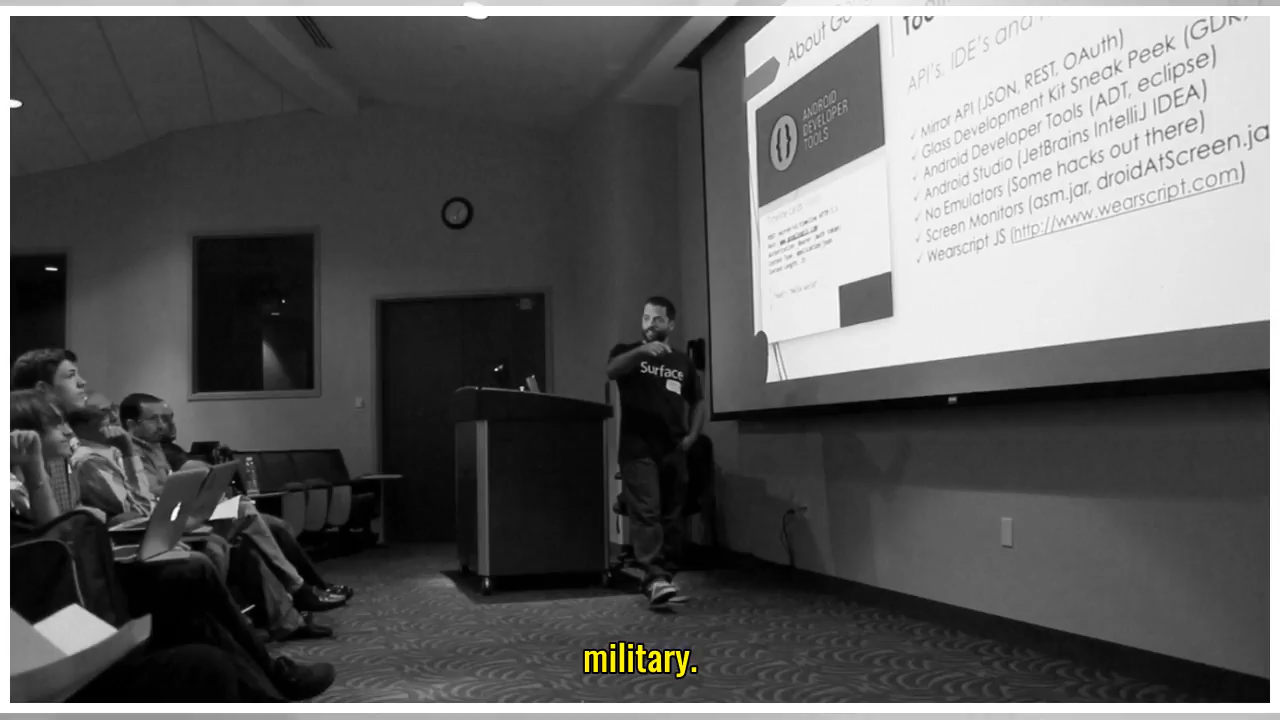 About
API's, IDE's and
ANDROID
DEVELOPER
TOOLS
✓ Mirror API (JSON, REST, OAuth)
✓ Glass Development Kit Sneak Peek (GDK)
✓ Android Developer Tools (ADT, eclipse)
✓ Android Studio (JetBrains IntelliJ IDEA)
✓ No Emulators (Some hacks out there)
✓ Screen Monitors (asm.jar, droidAtScreen.ja
✓ Wearscript JS (http://www.wearscript.com)
Surface
military.